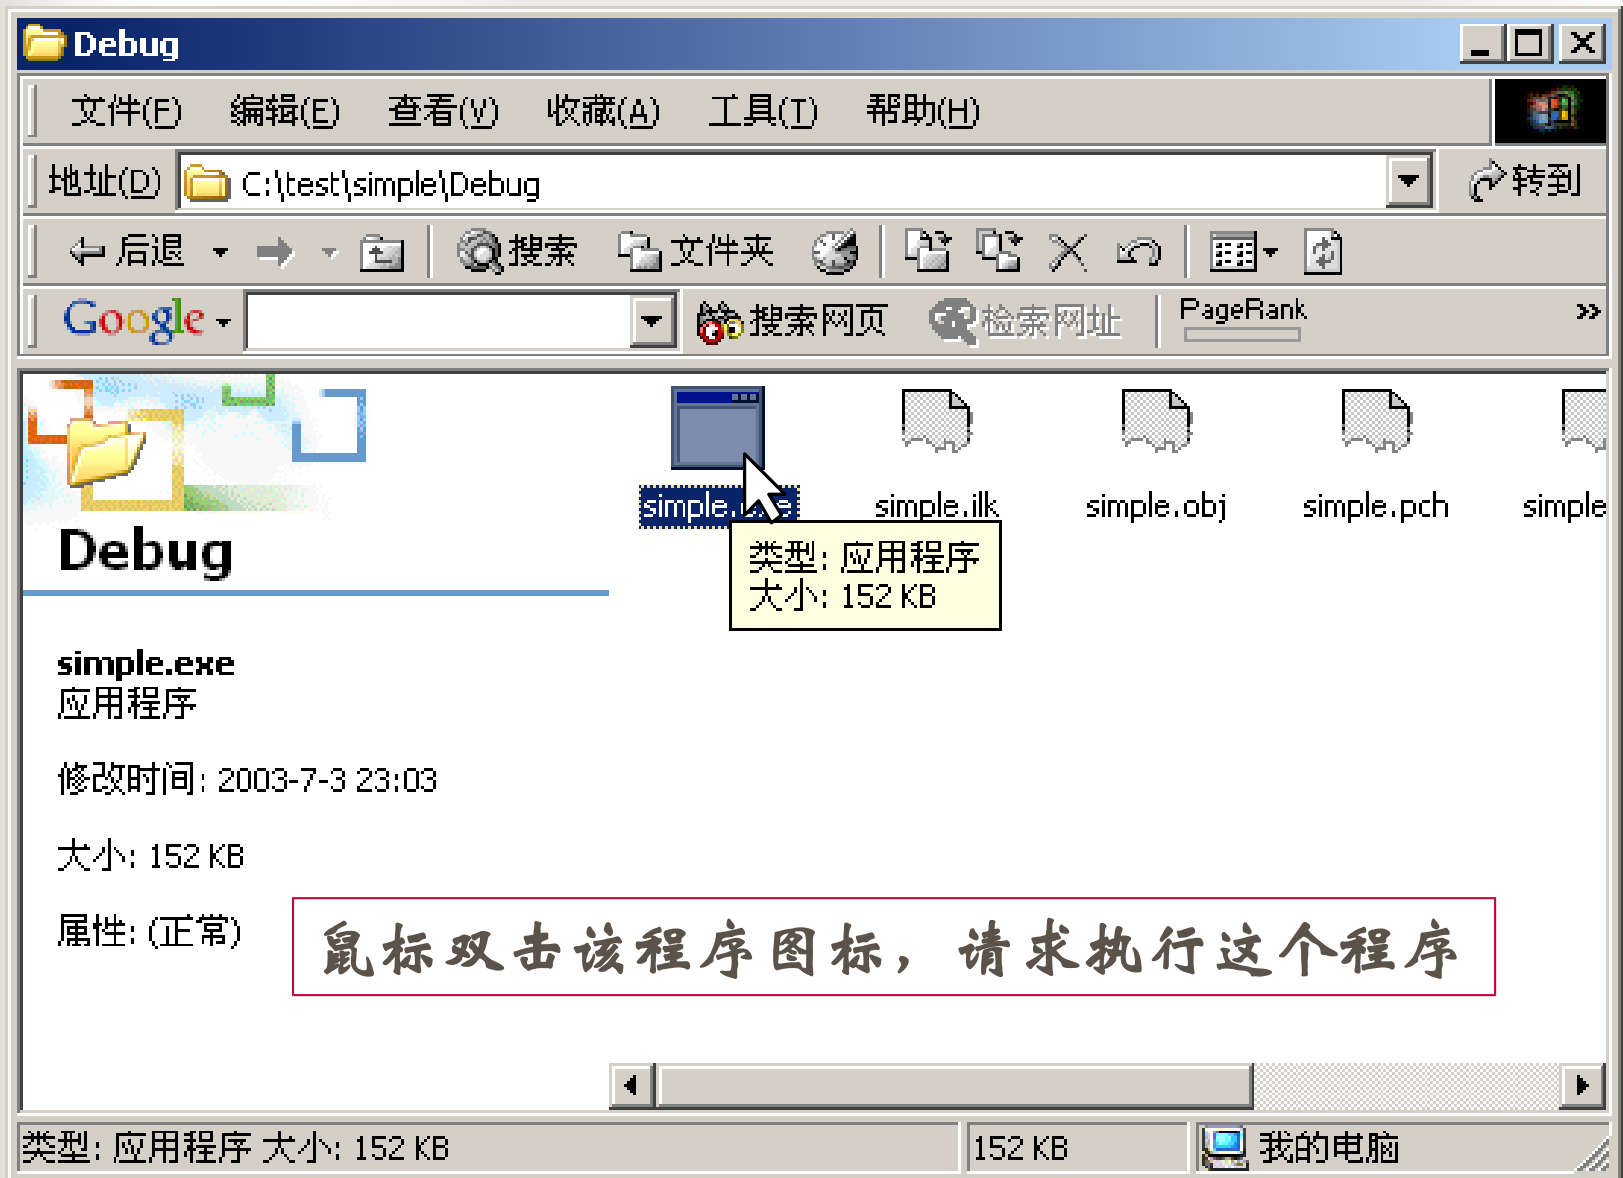 Debug
文件(F) 编辑(E) 查看(V) 收藏(A) 工具(T) 帮助(H)
地址(D) C:\test\simple\Debug 转到
后退 搜索 文件夹
Google 搜索网页 检索网址 PageRank »
simple.exe simple.ilk simple.obj simple.pch simple
类型: 应用程序
大小: 152 KB
Debug
simple.exe
应用程序
修改时间: 2003-7-3 23:03
大小: 152 KB
属性: (正常)
鼠标双击该程序图标，请求执行这个程序
类型: 应用程序 大小: 152 KB 152 KB 我的电脑